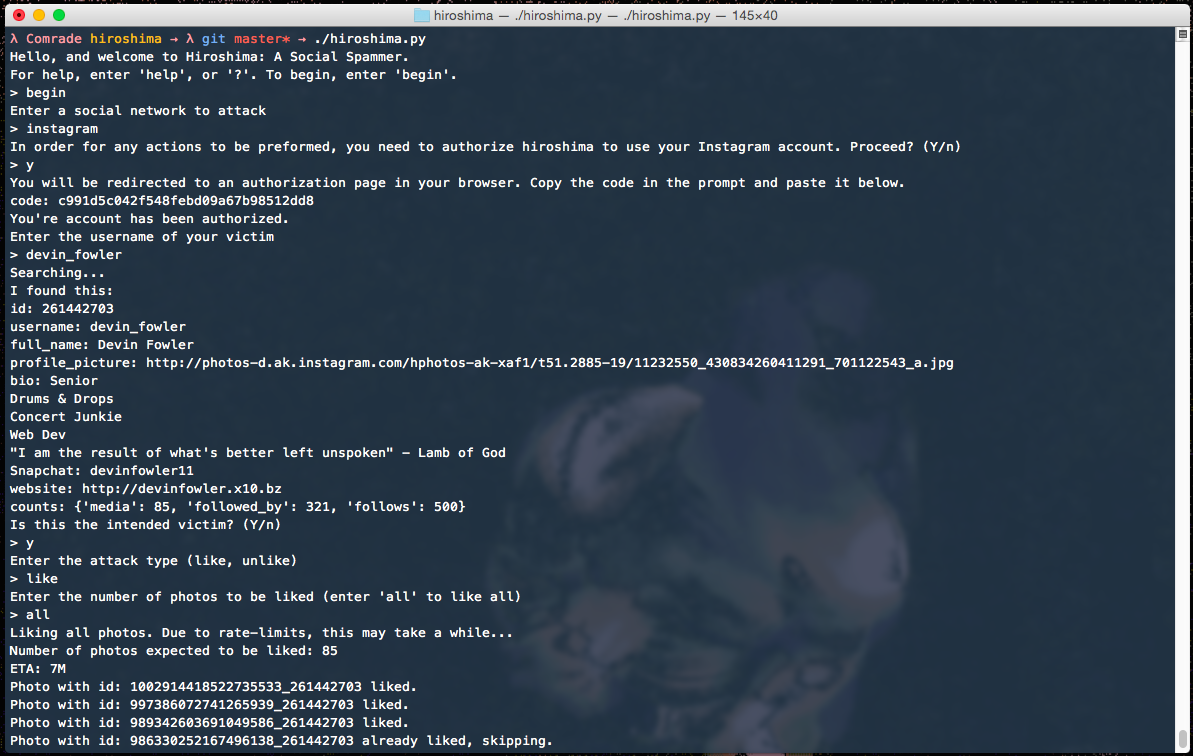 hiroshima — ./hiroshima.py — ./hiroshima.py — 145×40
λ Comrade hiroshima → λ git master* → ./hiroshima.py
Hello, and welcome to Hiroshima: A Social Spammer.
For help, enter 'help', or '?'. To begin, enter 'begin'.
> begin
Enter a social network to attack
> instagram
In order for any actions to be preformed, you need to authorize hiroshima to use your Instagram account. Proceed? (Y/n)
> y
You will be redirected to an authorization page in your browser. Copy the code in the prompt and paste it below.
code: c991d5c042f548febd09a67b98512dd8
You're account has been authorized.
Enter the username of your victim
> devin_fowler
Searching...
I found this:
id: 261442703
username: devin_fowler
full_name: Devin Fowler
profile_picture: http://photos-d.ak.instagram.com/hphotos-ak-xaf1/t51.2885-19/11232550_430834260411291_701122543_a.jpg
bio: Senior
Drums & Drops
Concert Junkie
Web Dev
"I am the result of what's better left unspoken" - Lamb of God
Snapchat: devinfowler11
website: http://devinfowler.x10.bz
counts: {'media': 85, 'followed_by': 321, 'follows': 500}
Is this the intended victim? (Y/n)
> y
Enter the attack type (like, unlike)
> like
Enter the number of photos to be liked (enter 'all' to like all)
> all
Liking all photos. Due to rate-limits, this may take a while...
Number of photos expected to be liked: 85
ETA: 7M
Photo with id: 1002914418522735533_261442703 liked.
Photo with id: 997386072741265939_261442703 liked.
Photo with id: 989342603691049586_261442703 liked.
Photo with id: 986330252167496138_261442703 already liked, skipping.